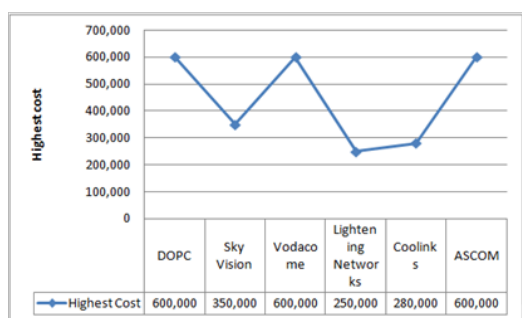 700,000
600,000
500,000
400,000
300,000
200,000
100,000
0
Highest cost
DOPC
Sky
Vision
Vodaco
me
Lighten
ing
Networ
ks
Coolink
s
ASCOM
Highest Cost 600,000 350,000 600,000 250,000 280,000 600,000